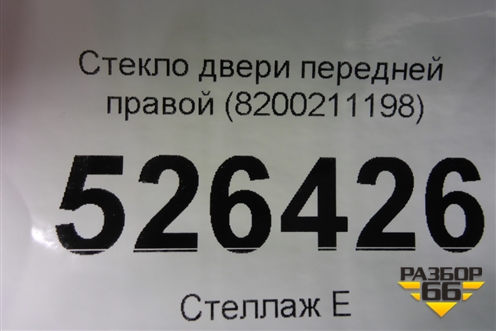 Стекло двери передней
правой (8200211198)
526426
РАЗБОР
66
Стеллаж Е